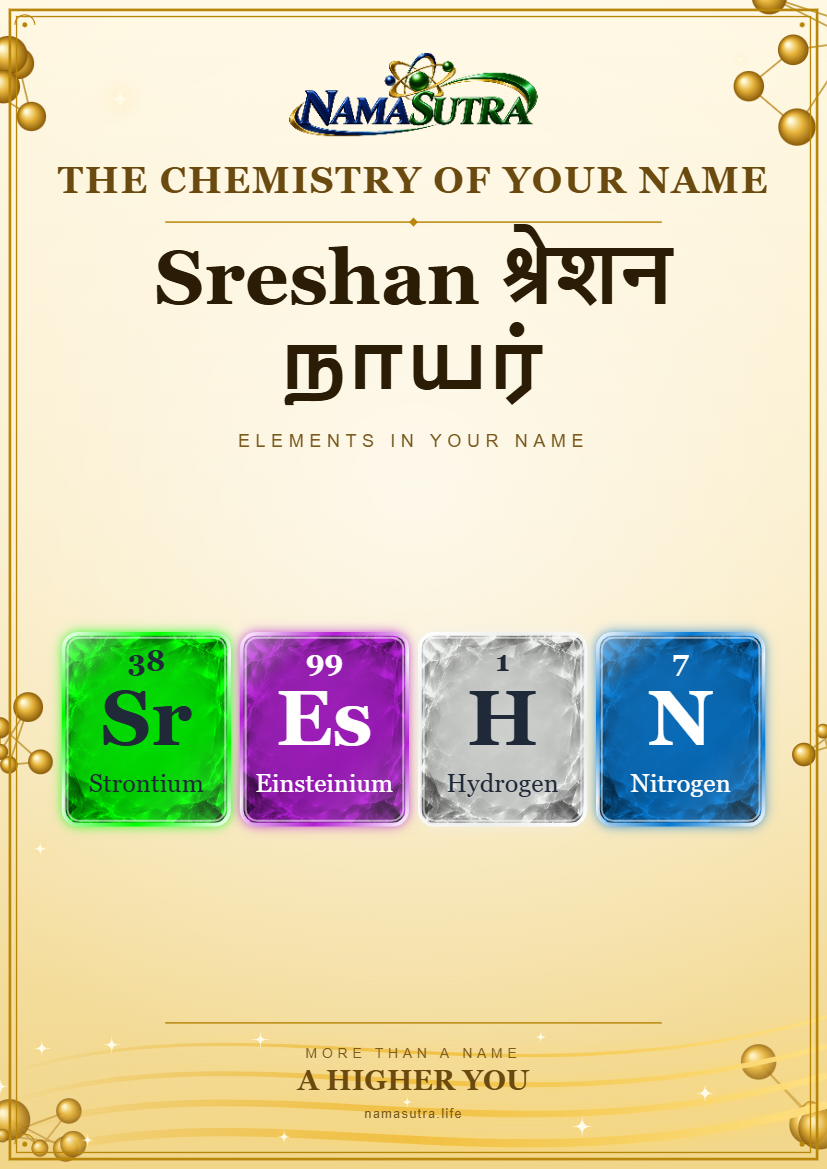 NAMASUTRA
THE CHEMISTRY OF YOUR NAME
Sreshan श्रेशन
நாயர்
ELEMENTS IN YOUR NAME
38 99 1 7
Sr Es H N
Strontium Einsteinium Hydrogen Nitrogen
MORE THAN A NAME
A HIGHER YOU
namasutra.life